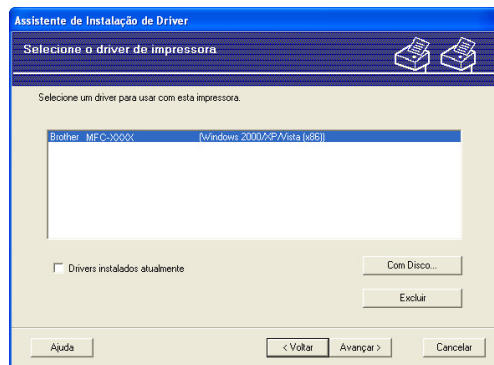 Assistente de Instalação de Driver
Selecione o driver de impressora
Selecione um driver para usar com esta impressora.
Brother MFC-XXXX (Windows 2000/XP/Vista (x86))
Drivers instalados atualmente
Com Disco...
Excluir
Ajuda
< Voltar
Avançar >
Cancelar